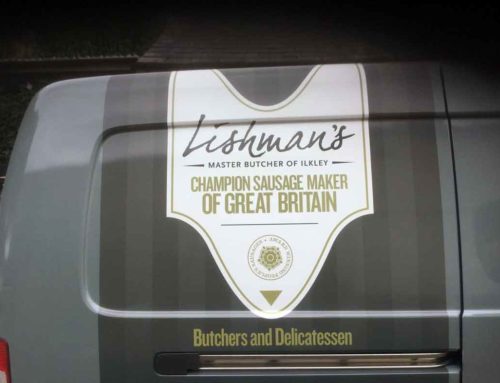 Lishman's
MASTER BUTCHER OF ILKLEY
CHAMPION SAUSAGE MAKER
OF GREAT BRITAIN
Butchers and Delicatessen